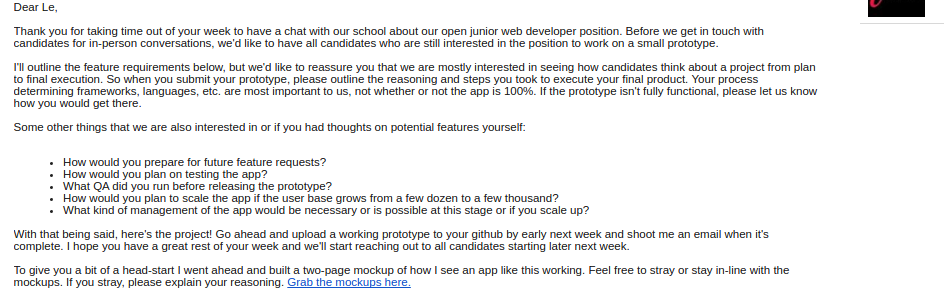 Dear Le,
Thank you for taking time out of your week to have a chat with our school about our open junior web developer position. Before we get in touch with
candidates for in-person conversations, we'd like to have all candidates who are still interested in the position to work on a small prototype.
I'll outline the feature requirements below, but we'd like to reassure you that we are mostly interested in seeing how candidates think about a project from plan
to final execution. So when you submit your prototype, please outline the reasoning and steps you took to execute your final product. Your process
determining frameworks, languages, etc. are most important to us, not whether or not the app is 100%. If the prototype isn't fully functional, please let us know
how you would get there.
Some other things that we are also interested in or if you had thoughts on potential features yourself:
• How would you prepare for future feature requests?
• How would you plan on testing the app?
• What QA did you run before releasing the prototype?
• How would you plan to scale the app if the user base grows from a few dozen to a few thousand?
• What kind of management of the app would be necessary or is possible at this stage or if you scale up?
With that being said, here's the project! Go ahead and upload a working prototype to your github by early next week and shoot me an email when it's
complete. I hope you have a great rest of your week and we'll start reaching out to all candidates starting later next week.
To give you a bit of a head-start I went ahead and built a two-page mockup of how I see an app like this working. Feel free to stray or stay in-line with the
mockups. If you stray, please explain your reasoning. Grab the mockups here.